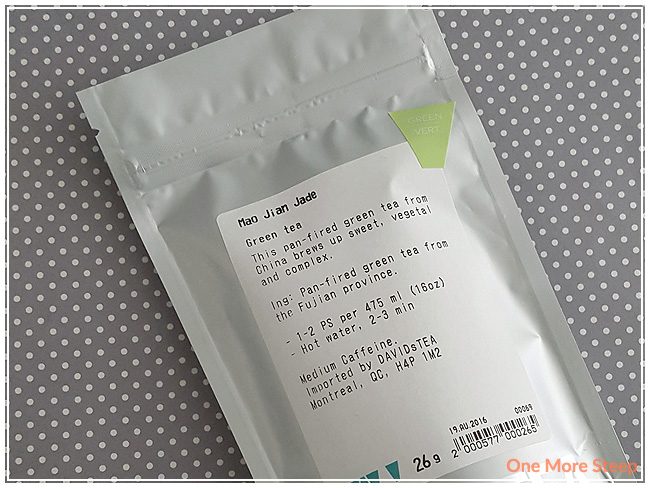 GREEN
VERT
Mao Jian Jade
Green tea
This pan-fired green tea from
China brews up sweet, vegetal
and complex.
Ing: Pan-fired green tea from
the Fujian province.
- 1-2 PS per 475 ml (16oz)
- Hot water, 2-3 min
Medium Caffeine.
Imported by DAVIDsTEA
Montreal, QC, H4P 1M2
19.AU.2016 00069
26g 2 000577 000265
One More Steep